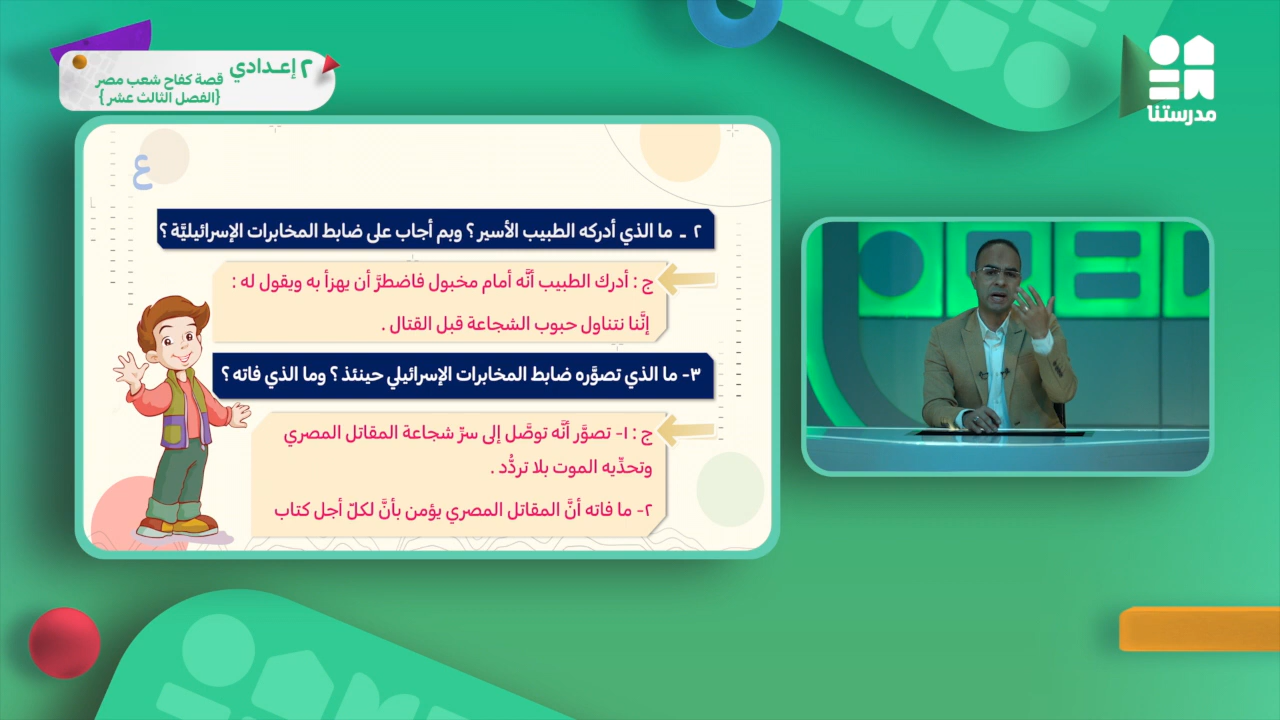 ٢ إعـدادي
قصة كفاح شعب مصر
{الفصل الثالث عشر}
مدرستنا
ع
٢ ـ ما الذي أدركه الطبيب الأسير ؟ وبم أجاب على ضابط المخابرات الإسرائيليَّة ؟
ج : أدرك الطبيب أنَّه أمام مخبول فاضطرَّ أن يهزأ به ويقول له :
إنَّنا نتناول حبوب الشجاعة قبل القتال .
٣- ما الذي تصوَّره ضابط المخابرات الإسرائيلي حينئذ ؟ وما الذي فاته ؟
ج : ١- تصوَّر أنَّه توصَّل إلى سرّ شجاعة المقاتل المصري
وتحدِّيه الموت بلا تردُّد .
٢- ما فاته أنَّ المقاتل المصري يؤمن بأنَّ لكلّ أجل كتاب